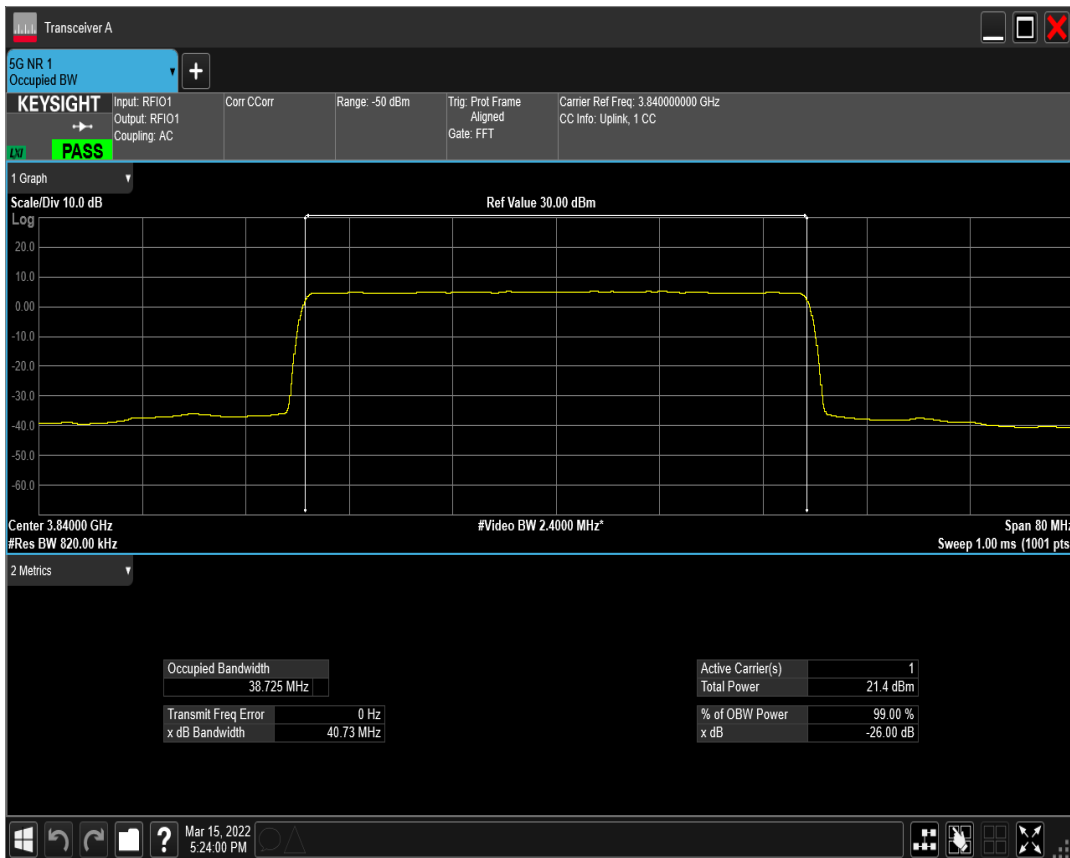 Transceiver A
5G NR 1
Occupied BW
+
KEYSIGHT
LXI
PASS
Input: RFIO1
Output: RFIO1
Coupling: AC
Corr CCorr
Range: -50 dBm
Trig: Prot Frame
Aligned
Gate: FFT
Carrier Ref Freq: 3.840000000 GHz
CC Info: Uplink, 1 CC
1 Graph
Scale/Div 10.0 dB
Ref Value 30.00 dBm
Log
20.0
10.0
0.00
-10.0
-20.0
-30.0
-40.0
-50.0
-60.0
Center 3.84000 GHz
#Video BW 2.4000 MHz*
Span 80 MHz
#Res BW 820.00 kHz
Sweep 1.00 ms (1001 pts
2 Metrics
Occupied Bandwidth
38.725 MHz
Transmit Freq Error 0 Hz
x dB Bandwidth 40.73 MHz
Active Carrier(s) 1
Total Power 21.4 dBm
% of OBW Power 99.00 %
x dB -26.00 dB
?
Mar 15, 2022
5:24:00 PM